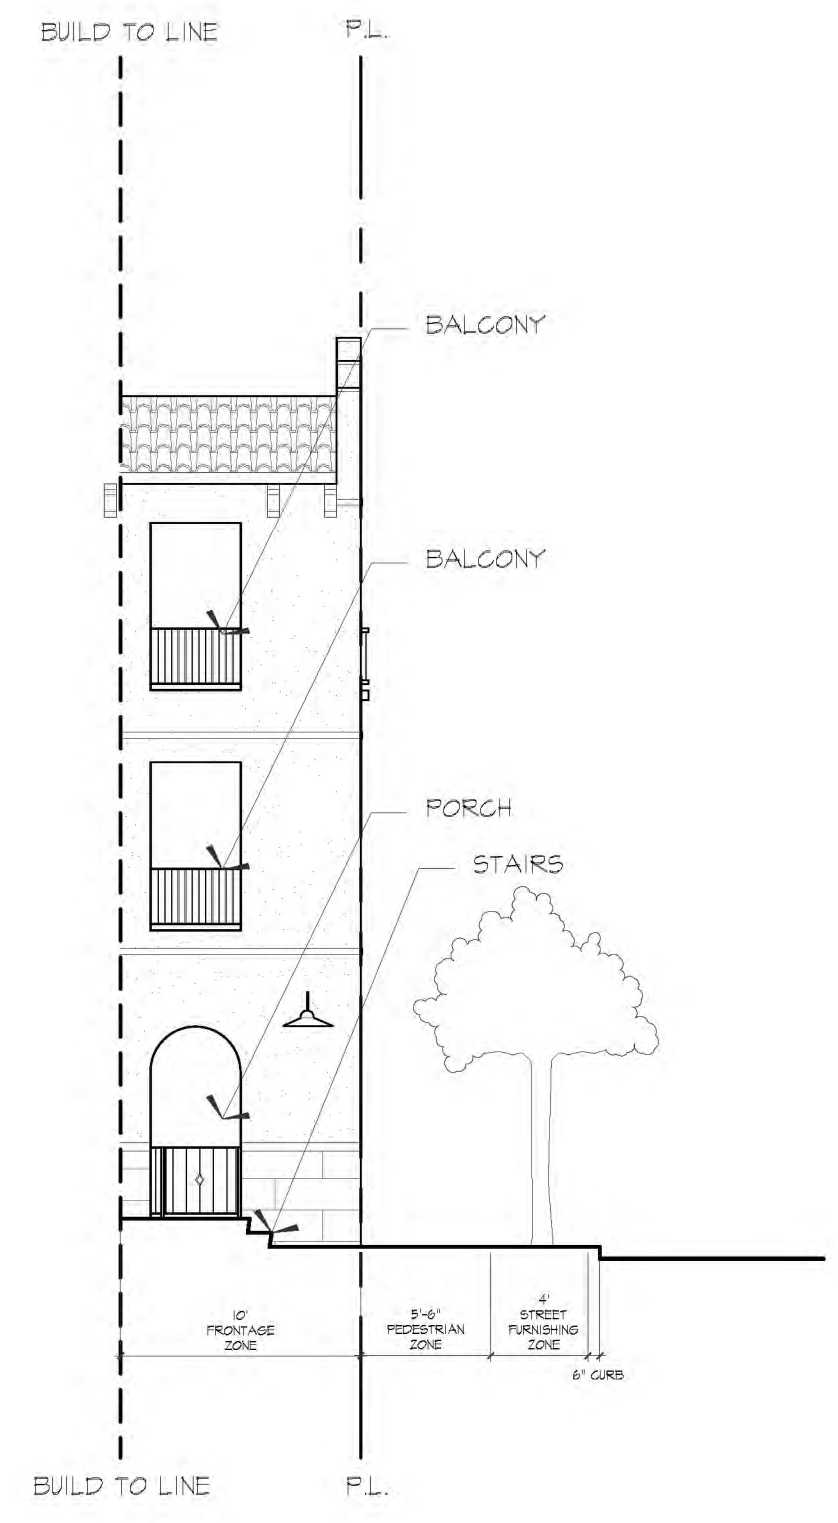 BUILD TO LINE
P.L.
BALCONY
BALCONY
PORCH
STAIRS
10'
FRONTAGE
ZONE
5'-6"
PEDESTRIAN
ZONE
4'
STREET
FURNISHING
ZONE
6" CURB
BUILD TO LINE
P.L.